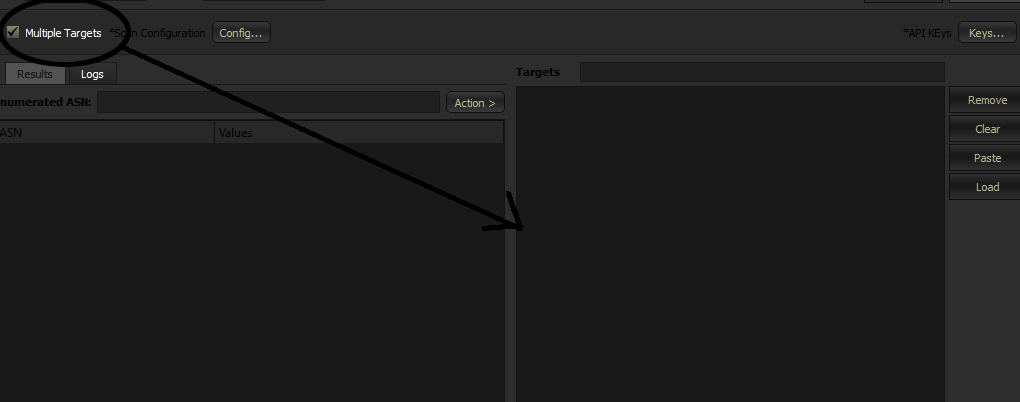 Multiple Targets *Scan Configuration Config... *API KEys Keys...
Results Logs
numerated ASN: Action >
ASN Values
Targets
Remove
Clear
Paste
Load